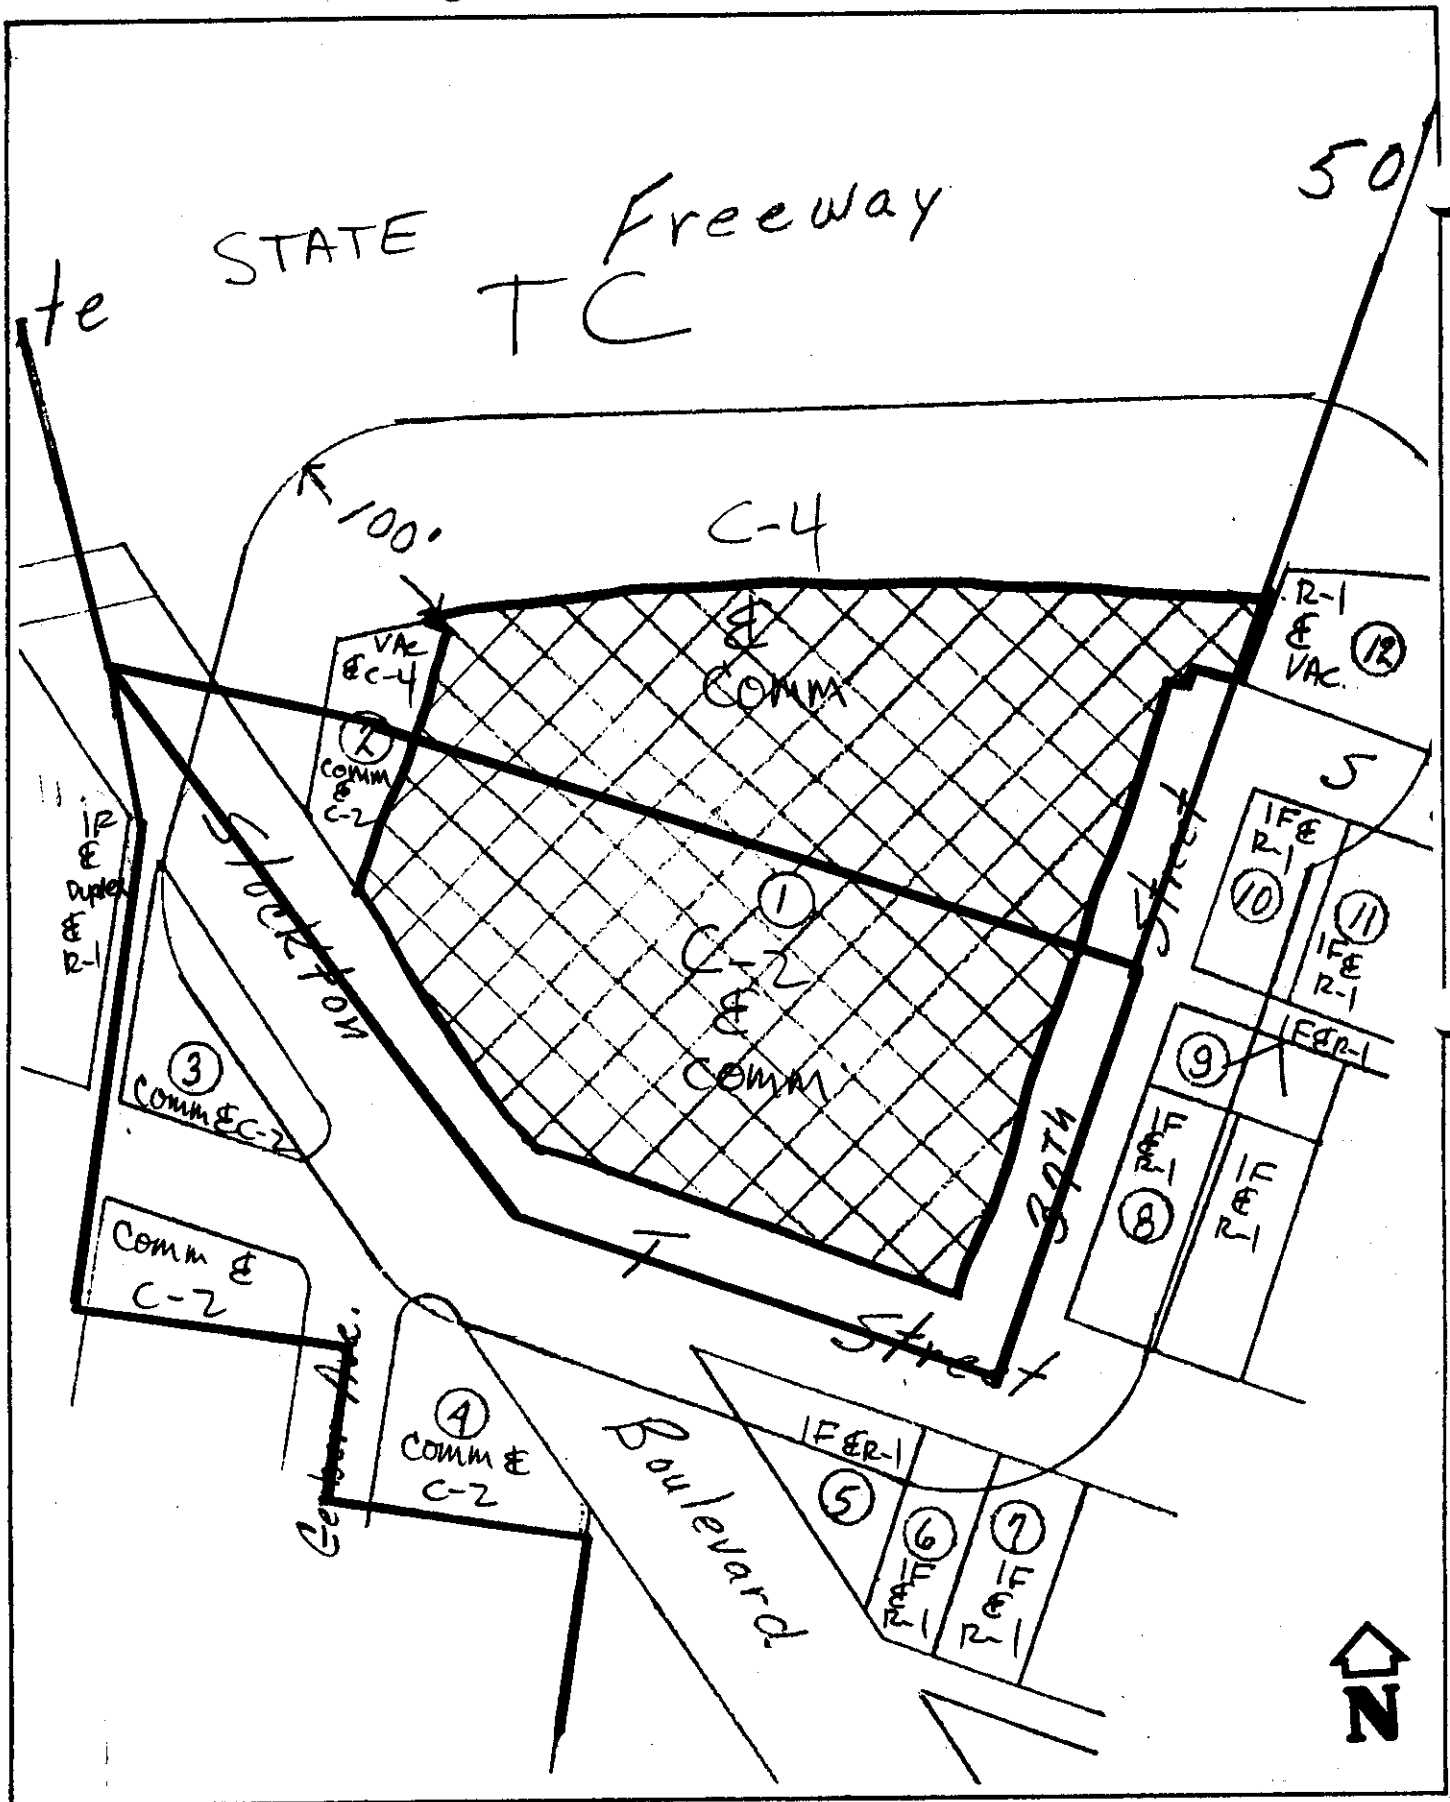 50
STATE Freeway
te
TC
100'
C-4
&
Comm
VAC
& C-4
2
Comm
&
C-2
R-1
&
VAC.
12
S
1F &
R-1
10
11
1F &
R-1
1
C-2
&
Comm
Stockton
Street
39TH
&
Duplex
&
R-1
3
Comm & C-2
9
1F & R-1
1F
&
R-1
8
1F
&
R-1
Comm &
C-2
T
Street
Ave.
4
Comm &
C-2
Boulevard
1F & R-1
5
6
1F
&
R-1
7
1F
&
R-1
N